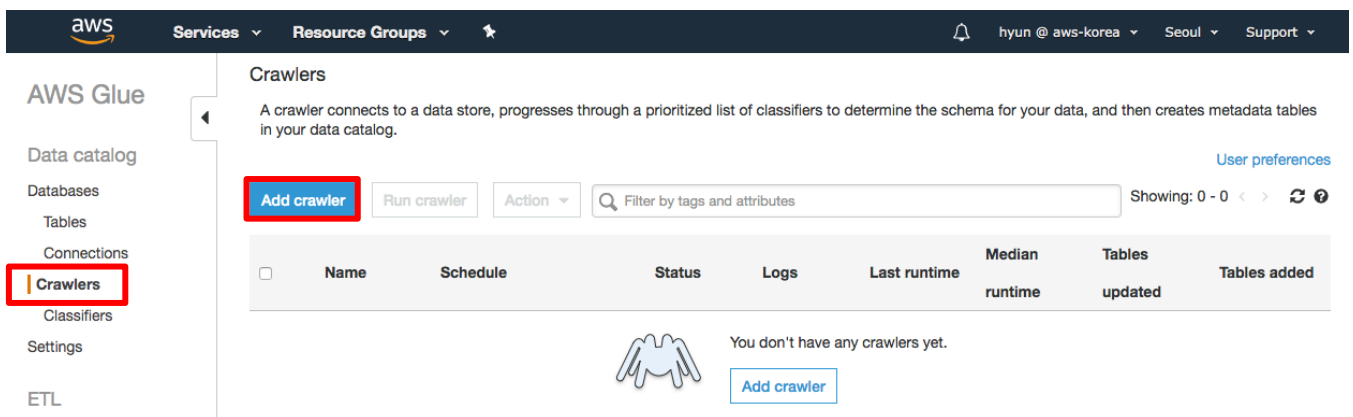 aws Services Resource Groups hyun @ aws-korea Seoul Support
AWS Glue
Data catalog
Databases
Tables
Connections
Crawlers
Classifiers
Settings
ETL
Crawlers
A crawler connects to a data store, progresses through a prioritized list of classifiers to determine the schema for your data, and then creates metadata tables
in your data catalog.
User preferences
Add crawler Run crawler Action Filter by tags and attributes Showing: 0 - 0 < >
Name Schedule Status Logs Last runtime Median runtime Tables updated Tables added
You don't have any crawlers yet.
Add crawler